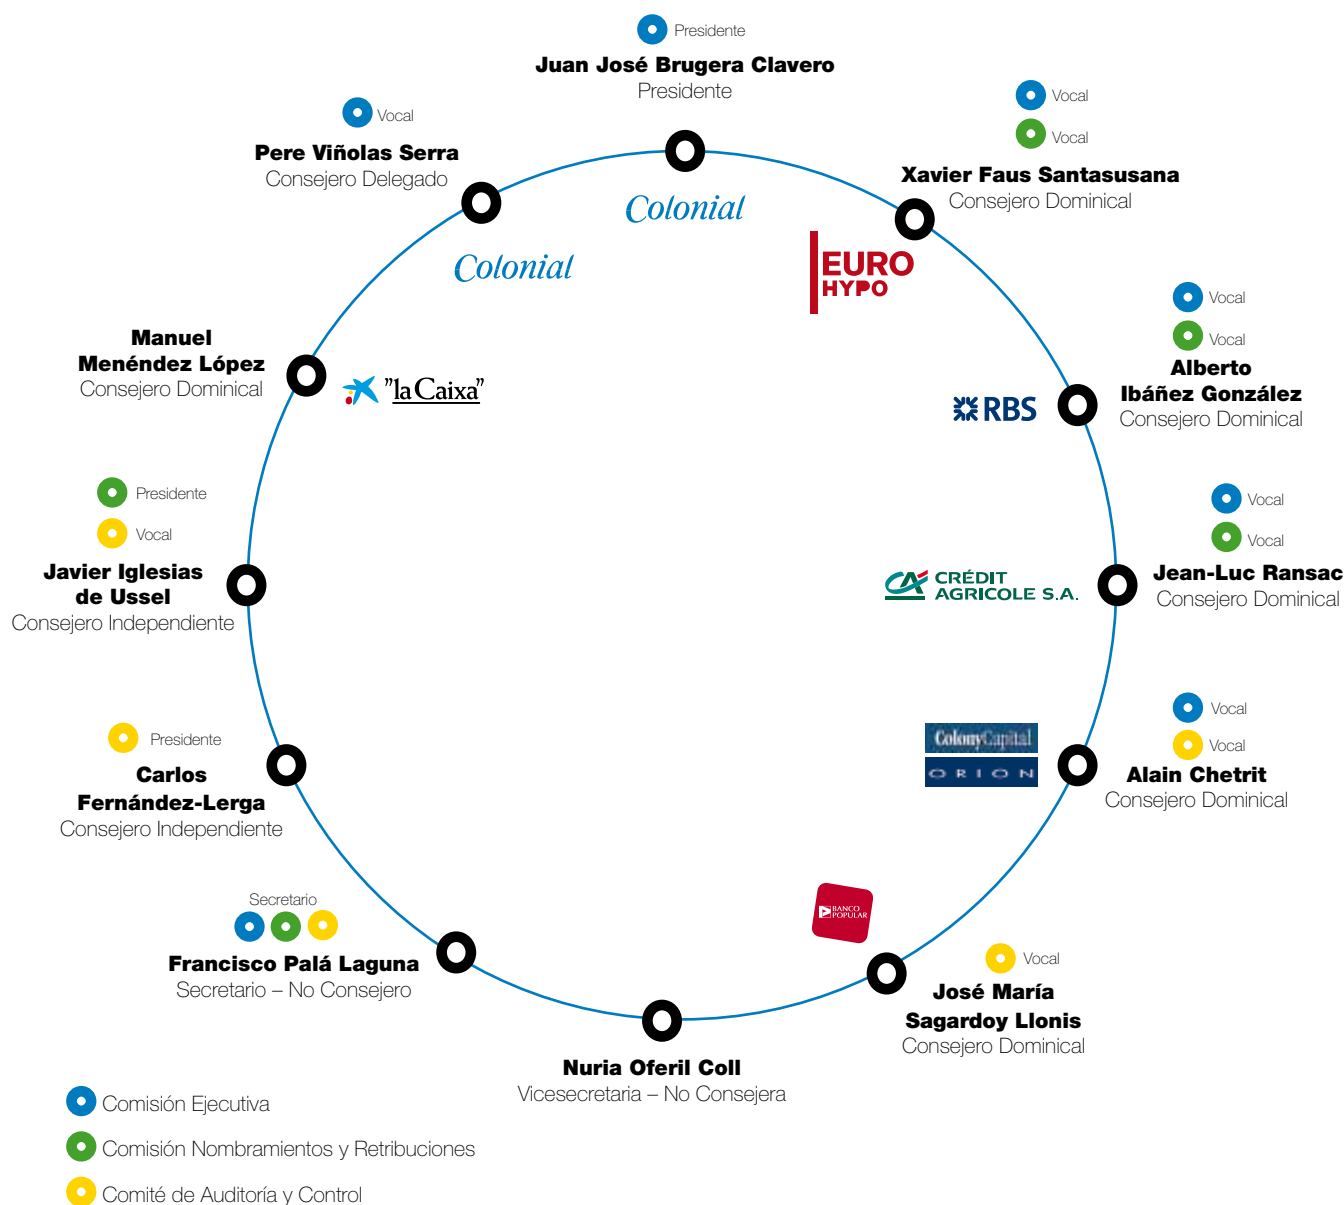 Presidente
Juan José Brugera Clavero
Presidente
Vocal
Pere Viñolas Serra
Consejero Delegado
Vocal
Vocal
Xavier Faus Santasusana
Consejero Dominical
Colonial
Colonial
EURO
HYPO
Vocal
Vocal
Alberto
Ibáñez González
Consejero Dominical
Manuel
Menéndez López
Consejero Dominical
"la Caixa"
RBS
Presidente
Vocal
Javier Iglesias
de Ussel
Consejero Independiente
Vocal
Vocal
Jean-Luc Ransac
Consejero Dominical
CRÉDIT
AGRICOLE S.A.
Presidente
Carlos
Fernández-Lerga
Consejero Independiente
ColonyCapital
ORION
Vocal
Vocal
Alain Chetrit
Consejero Dominical
Secretario
Francisco Palá Laguna
Secretario – No Consejero
BANCO
POPULAR
Vocal
José María
Sagardoy Llonis
Consejero Dominical
Nuria Oferil Coll
Vicesecretaria – No Consejera
Comisión Ejecutiva
Comisión Nombramientos y Retribuciones
Comité de Auditoría y Control